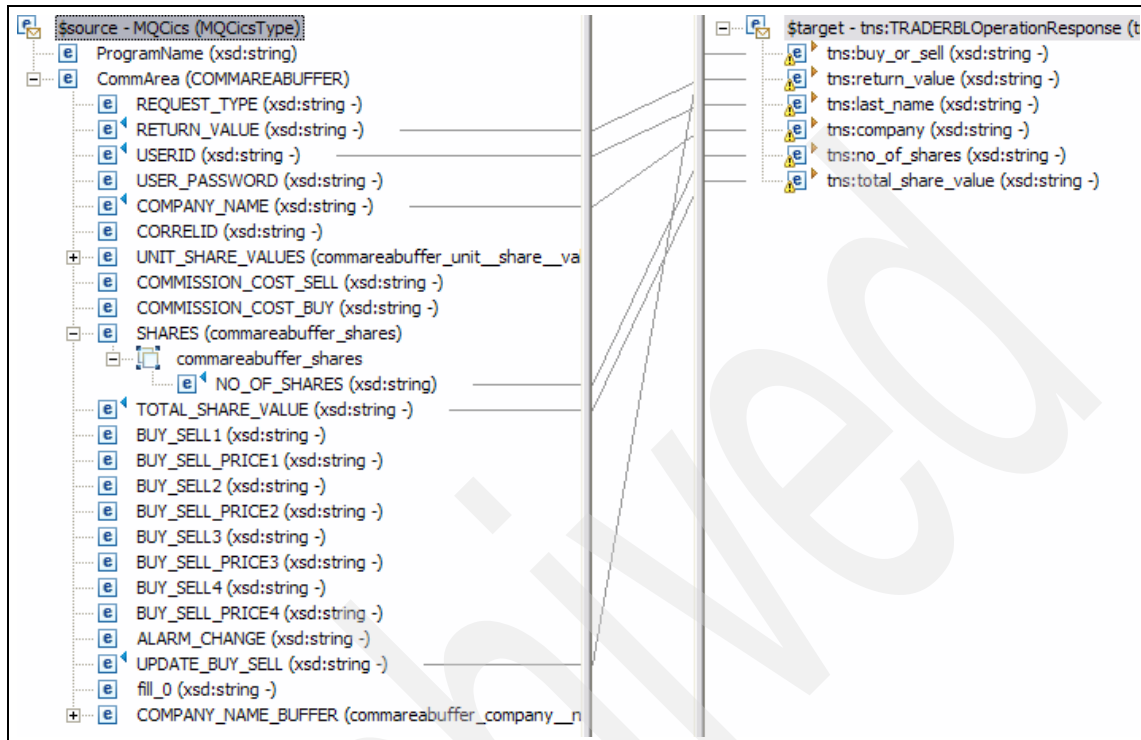 $source - MQCics (MQCicsType)
ProgramName (xsd:string)
CommArea (COMMAREABUFFER)
REQUEST_TYPE (xsd:string -)
RETURN_VALUE (xsd:string -)
USERID (xsd:string -)
USER_PASSWORD (xsd:string -)
COMPANY_NAME (xsd:string -)
CORRELID (xsd:string -)
UNIT_SHARE_VALUES (commareabuffer_unit__share__va
COMMISSION_COST_SELL (xsd:string -)
COMMISSION_COST_BUY (xsd:string -)
SHARES (commareabuffer_shares)
commareabuffer_shares
NO_OF_SHARES (xsd:string)
TOTAL_SHARE_VALUE (xsd:string -)
BUY_SELL1 (xsd:string -)
BUY_SELL_PRICE1 (xsd:string -)
BUY_SELL2 (xsd:string -)
BUY_SELL_PRICE2 (xsd:string -)
BUY_SELL3 (xsd:string -)
BUY_SELL_PRICE3 (xsd:string -)
BUY_SELL4 (xsd:string -)
BUY_SELL_PRICE4 (xsd:string -)
ALARM_CHANGE (xsd:string -)
UPDATE_BUY_SELL (xsd:string -)
fill_0 (xsd:string -)
COMPANY_NAME_BUFFER (commareabuffer_company__n
$target - tns:TRADERBLOperationResponse (t
tns:buy_or_sell (xsd:string -)
tns:return_value (xsd:string -)
tns:last_name (xsd:string -)
tns:company (xsd:string -)
tns:no_of_shares (xsd:string -)
tns:total_share_value (xsd:string -)
hived